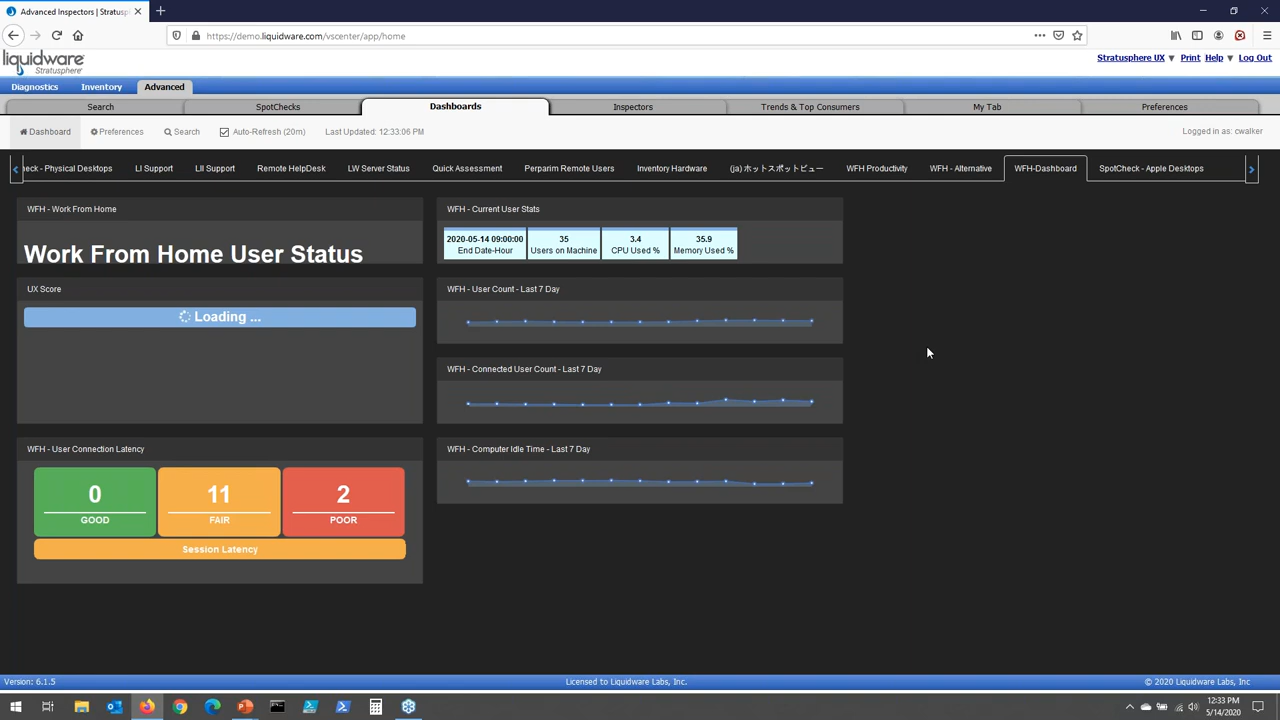 Advanced Inspectors | Stratusp
https://demo.liquidware.com/vscenter/app/home
liquidware
Stratusphere
Stratusphere UX Print Help Log Out
Diagnostics Inventory Advanced
Search SpotChecks Dashboards Inspectors Trends & Top Consumers My Tab Preferences
Dashboard Preferences Search Auto-Refresh (20m) Last Updated: 12:33:06 PM Logged in as: cwalker
eck - Physical Desktops LI Support LII Support Remote HelpDesk LW Server Status Quick Assessment Perparim Remote Users Inventory Hardware (ja) ホットスポットビュー WFH Productivity WFH - Alternative WFH-Dashboard SpotCheck - Apple Desktops
WFH - Work From Home
Work From Home User Status
WFH - Current User Stats
2020-05-14 09:00:00 35 3.4 35.9
End Date-Hour Users on Machine CPU Used % Memory Used %
UX Score
Loading ...
WFH - User Count - Last 7 Day
WFH - Connected User Count - Last 7 Day
WFH - User Connection Latency
0 11 2
GOOD FAIR POOR
Session Latency
WFH - Computer Idle Time - Last 7 Day
Version: 6.1.5 Licensed to Liquidware Labs, Inc. © 2020 Liquidware Labs, Inc
12:33 PM
5/14/2020